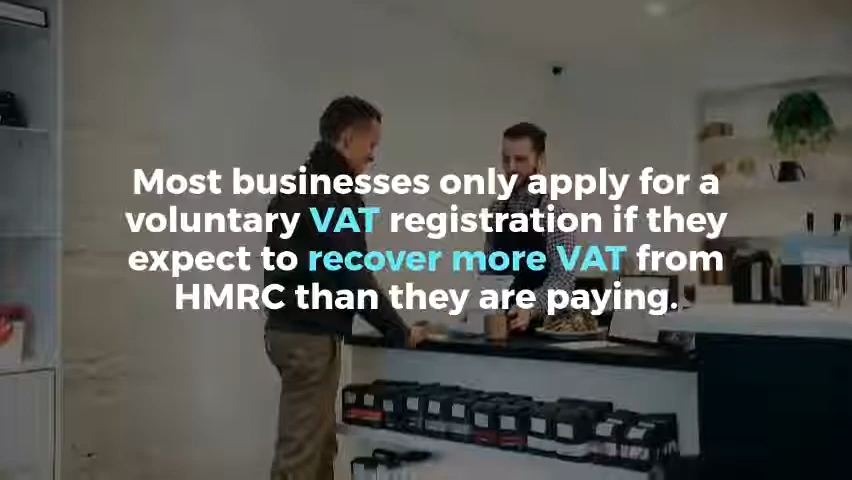 Most businesses only apply for a
voluntary VAT registration if they
expect to recover more VAT from
HMRC than they are paying.